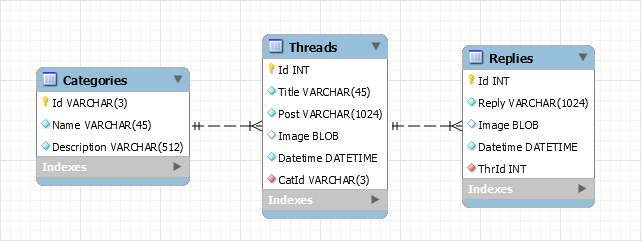 Categories
Id VARCHAR(3)
Name VARCHAR(45)
Description VARCHAR(512)
Indexes
Threads
Id INT
Title VARCHAR(45)
Post VARCHAR(1024)
Image BLOB
Datetime DATETIME
CatId VARCHAR(3)
Indexes
Replies
Id INT
Reply VARCHAR(1024)
Image BLOB
Datetime DATETIME
ThrId INT
Indexes